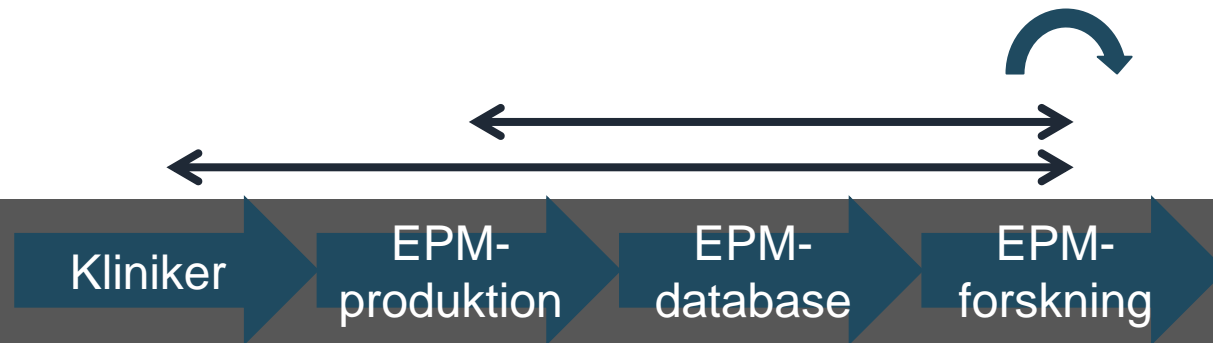 Kliniker
EPM-
produktion
EPM-
database
EPM-
forskning